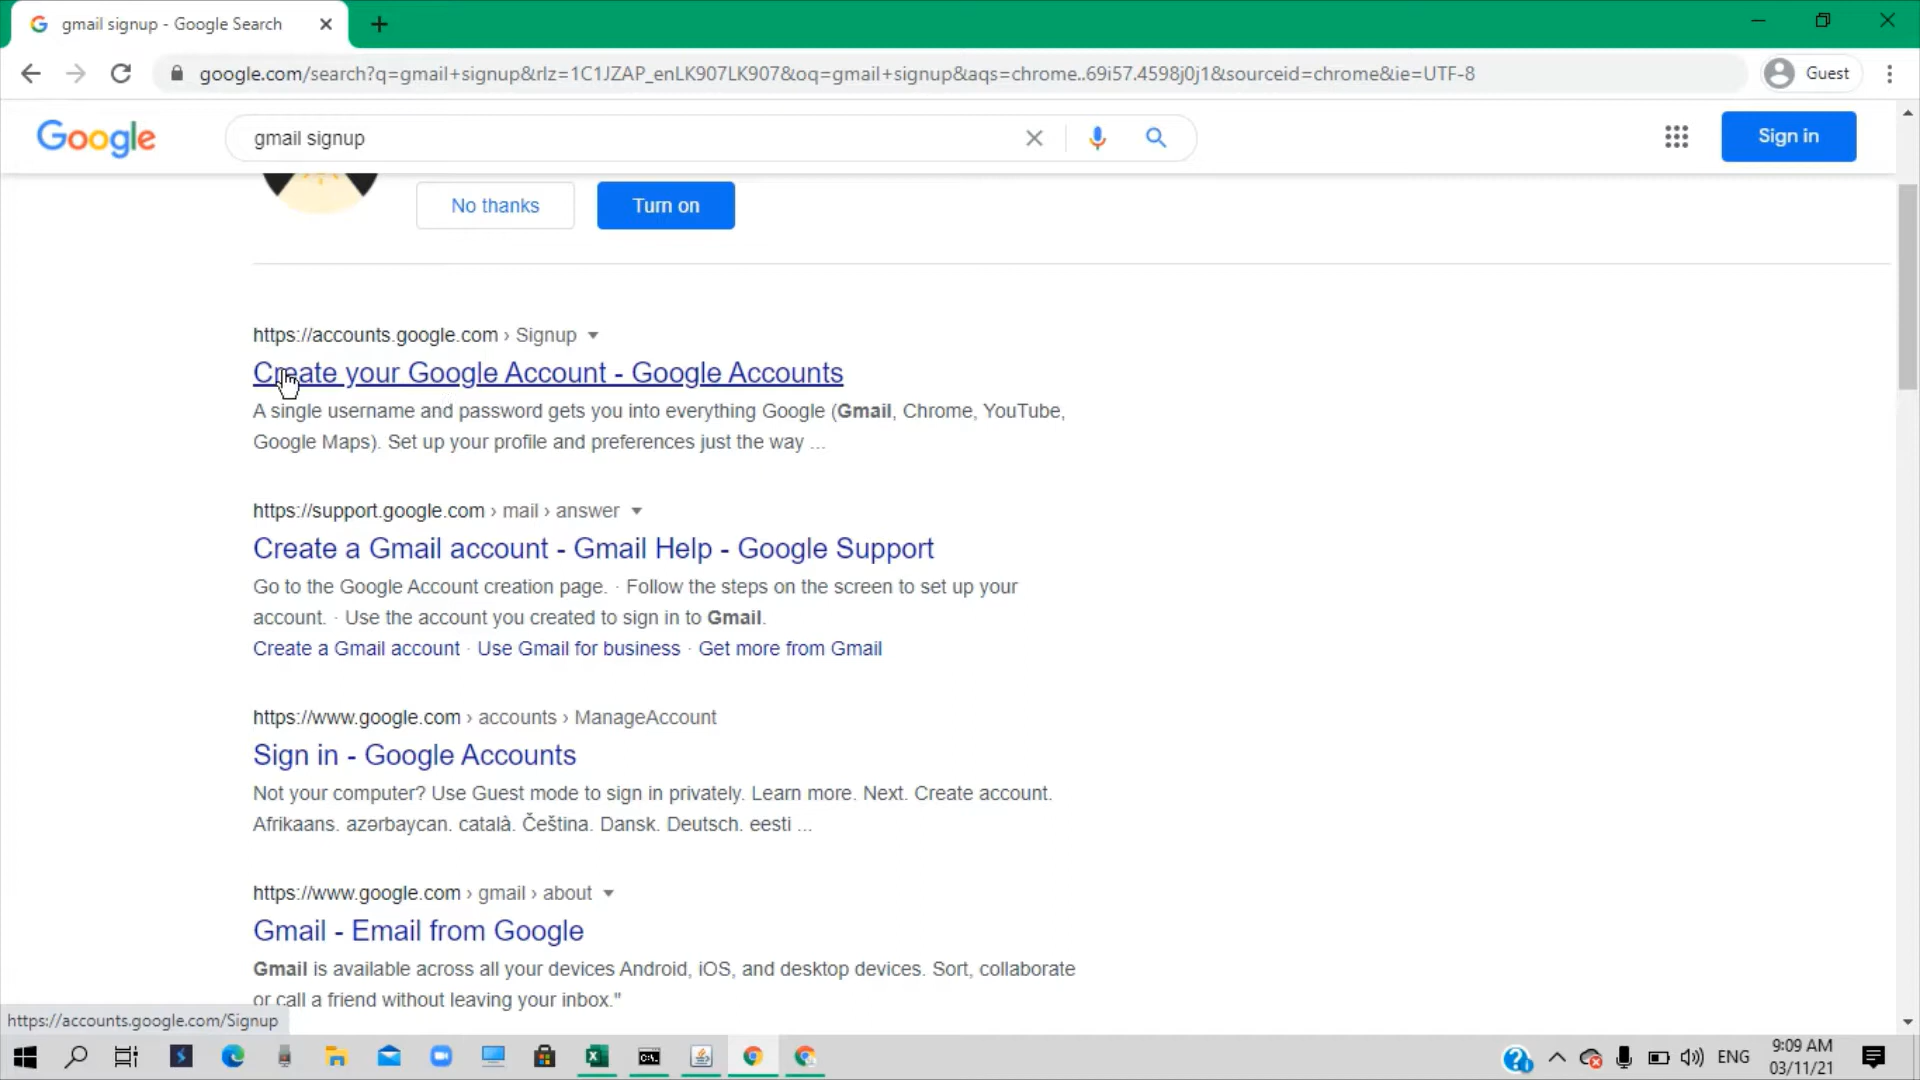 gmail signup - Google Search
google.com/search?q=gmail+signup&rlz=1C1JZAP_enLK907LK907&oq=gmail+signup&aqs=chrome..69i57.4598j0j1&sourceid=chrome&ie=UTF-8
Guest
Google
gmail signup
Sign in
No thanks
Turn on
https://accounts.google.com › Signup
Create your Google Account - Google Accounts
A single username and password gets you into everything Google (Gmail, Chrome, YouTube,
Google Maps). Set up your profile and preferences just the way ...
https://support.google.com › mail › answer
Create a Gmail account - Gmail Help - Google Support
Go to the Google Account creation page. · Follow the steps on the screen to set up your
account. · Use the account you created to sign in to Gmail.
Create a Gmail account · Use Gmail for business · Get more from Gmail
https://www.google.com › accounts › ManageAccount
Sign in - Google Accounts
Not your computer? Use Guest mode to sign in privately. Learn more. Next. Create account.
Afrikaans. azərbaycan. català. Čeština. Dansk. Deutsch. eesti ...
https://www.google.com › gmail › about
Gmail - Email from Google
Gmail is available across all your devices Android, iOS, and desktop devices. Sort, collaborate
or call a friend without leaving your inbox."
https://accounts.google.com/Signup
ENG
9:09 AM
03/11/21